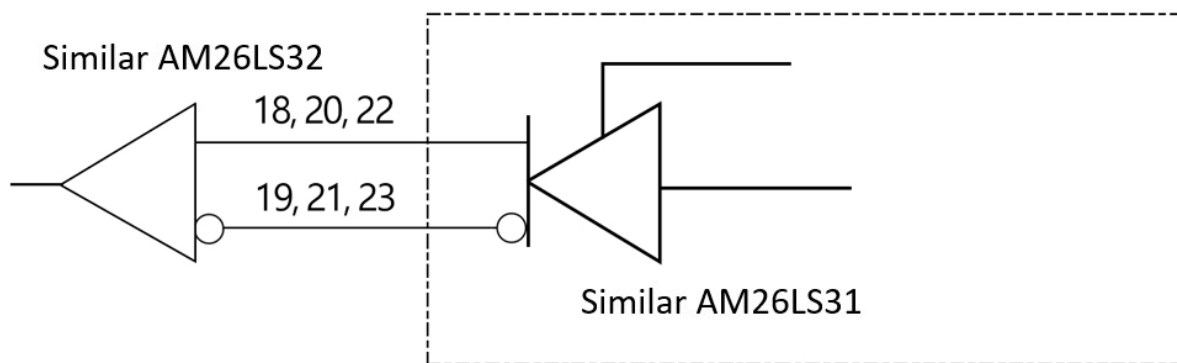 Similar AM26LS32
18, 20, 22
19, 21, 23
Similar AM26LS31